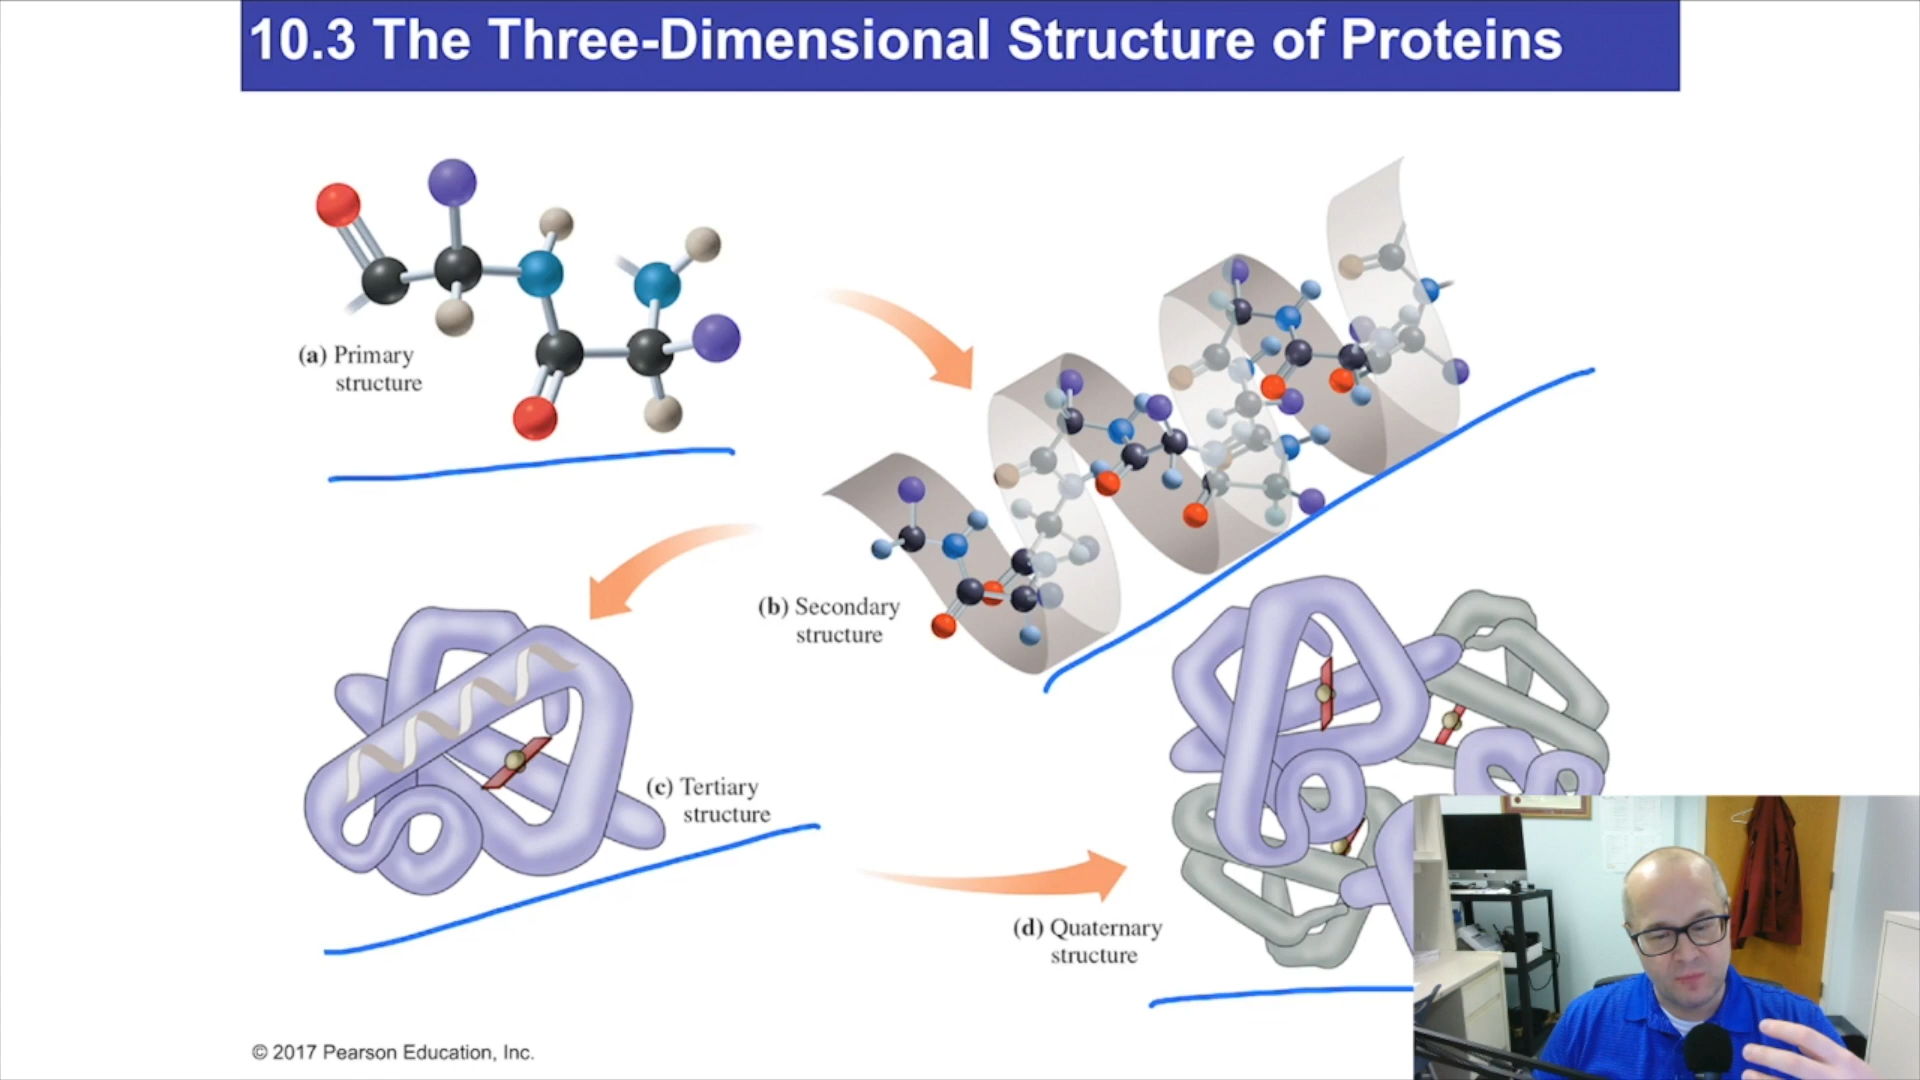 10.3 The Three-Dimensional Structure of Proteins
(a) Primary
structure
(b) Secondary
structure
(c) Tertiary
structure
(d) Quaternary
structure
© 2017 Pearson Education, Inc.